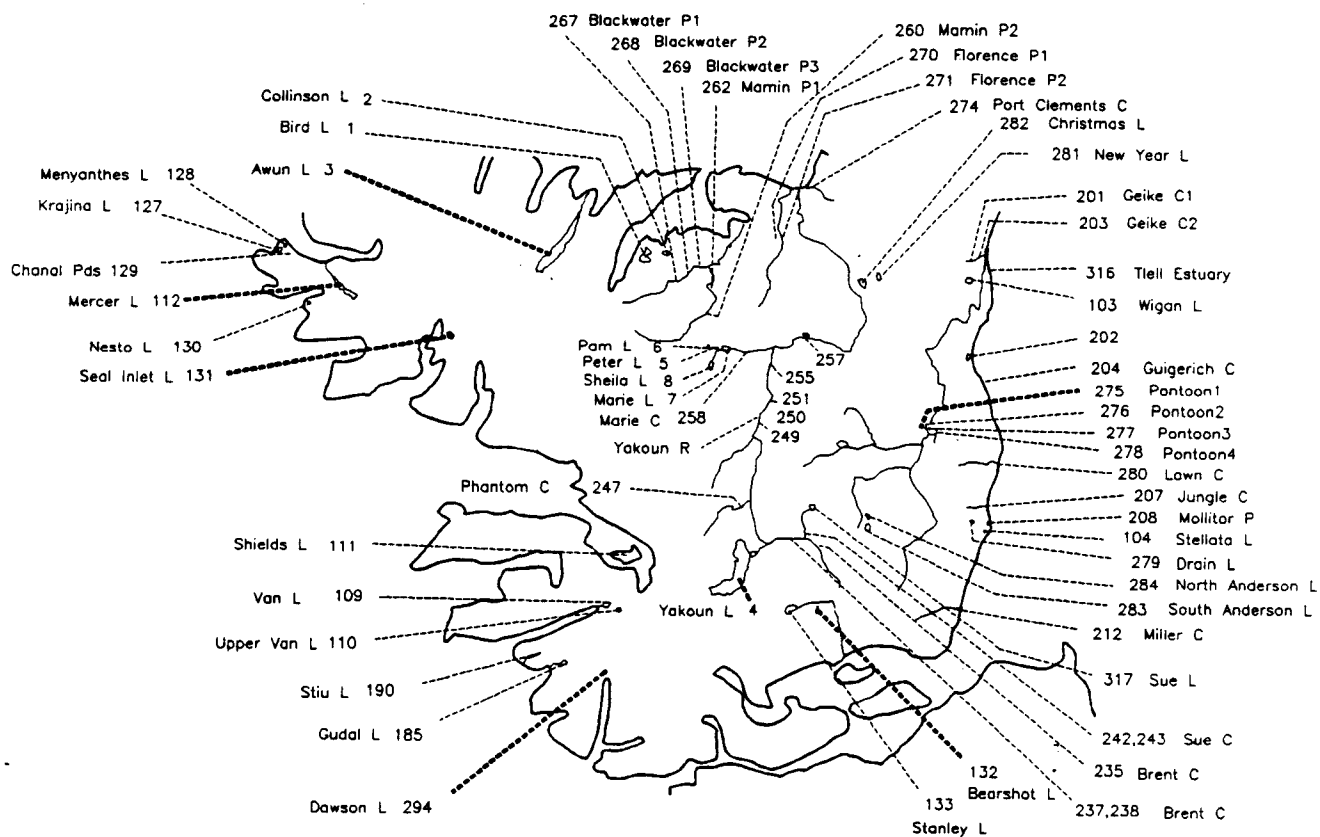 267 Blackwater P1
268 Blackwater P2
269 Blackwater P3
262 Mamin P1
260 Mamin P2
270 Florence P1
271 Florence P2
274 Port Clements C
282 Christmas L
281 New Year L
Collinson L 2
Bird L 1
Awun L 3
Menyanthes L 128
Krajina L 127
Chanal Pds 129
Mercer L 112
Nesto L 130
Seal Inlet L 131
201 Geike C1
203 Geike C2
316 Tlell Estuary
103 Wigan L
202
204 Guigerich C
275 Pontoon1
276 Pontoon2
277 Pontoon3
278 Pontoon4
280 Lawn C
207 Jungle C
208 Mollitor P
104 Stellata L
279 Drain L
284 North Anderson L
283 South Anderson L
212 Miller C
317 Sue L
242,243 Sue C
235 Brent C
237,238 Brent C
Pam L 6
Peter L 5
Sheila L 8
Marie L 7
Marie C 258
Yakoun R
257
255
251
250
249
Phantom C 247
Shields L 111
Van L 109
Upper Van L 110
Yakoun L 4
Stiu L 190
Gudal L 185
Dawson L 294
132
Bearshot L
133
Stanley L